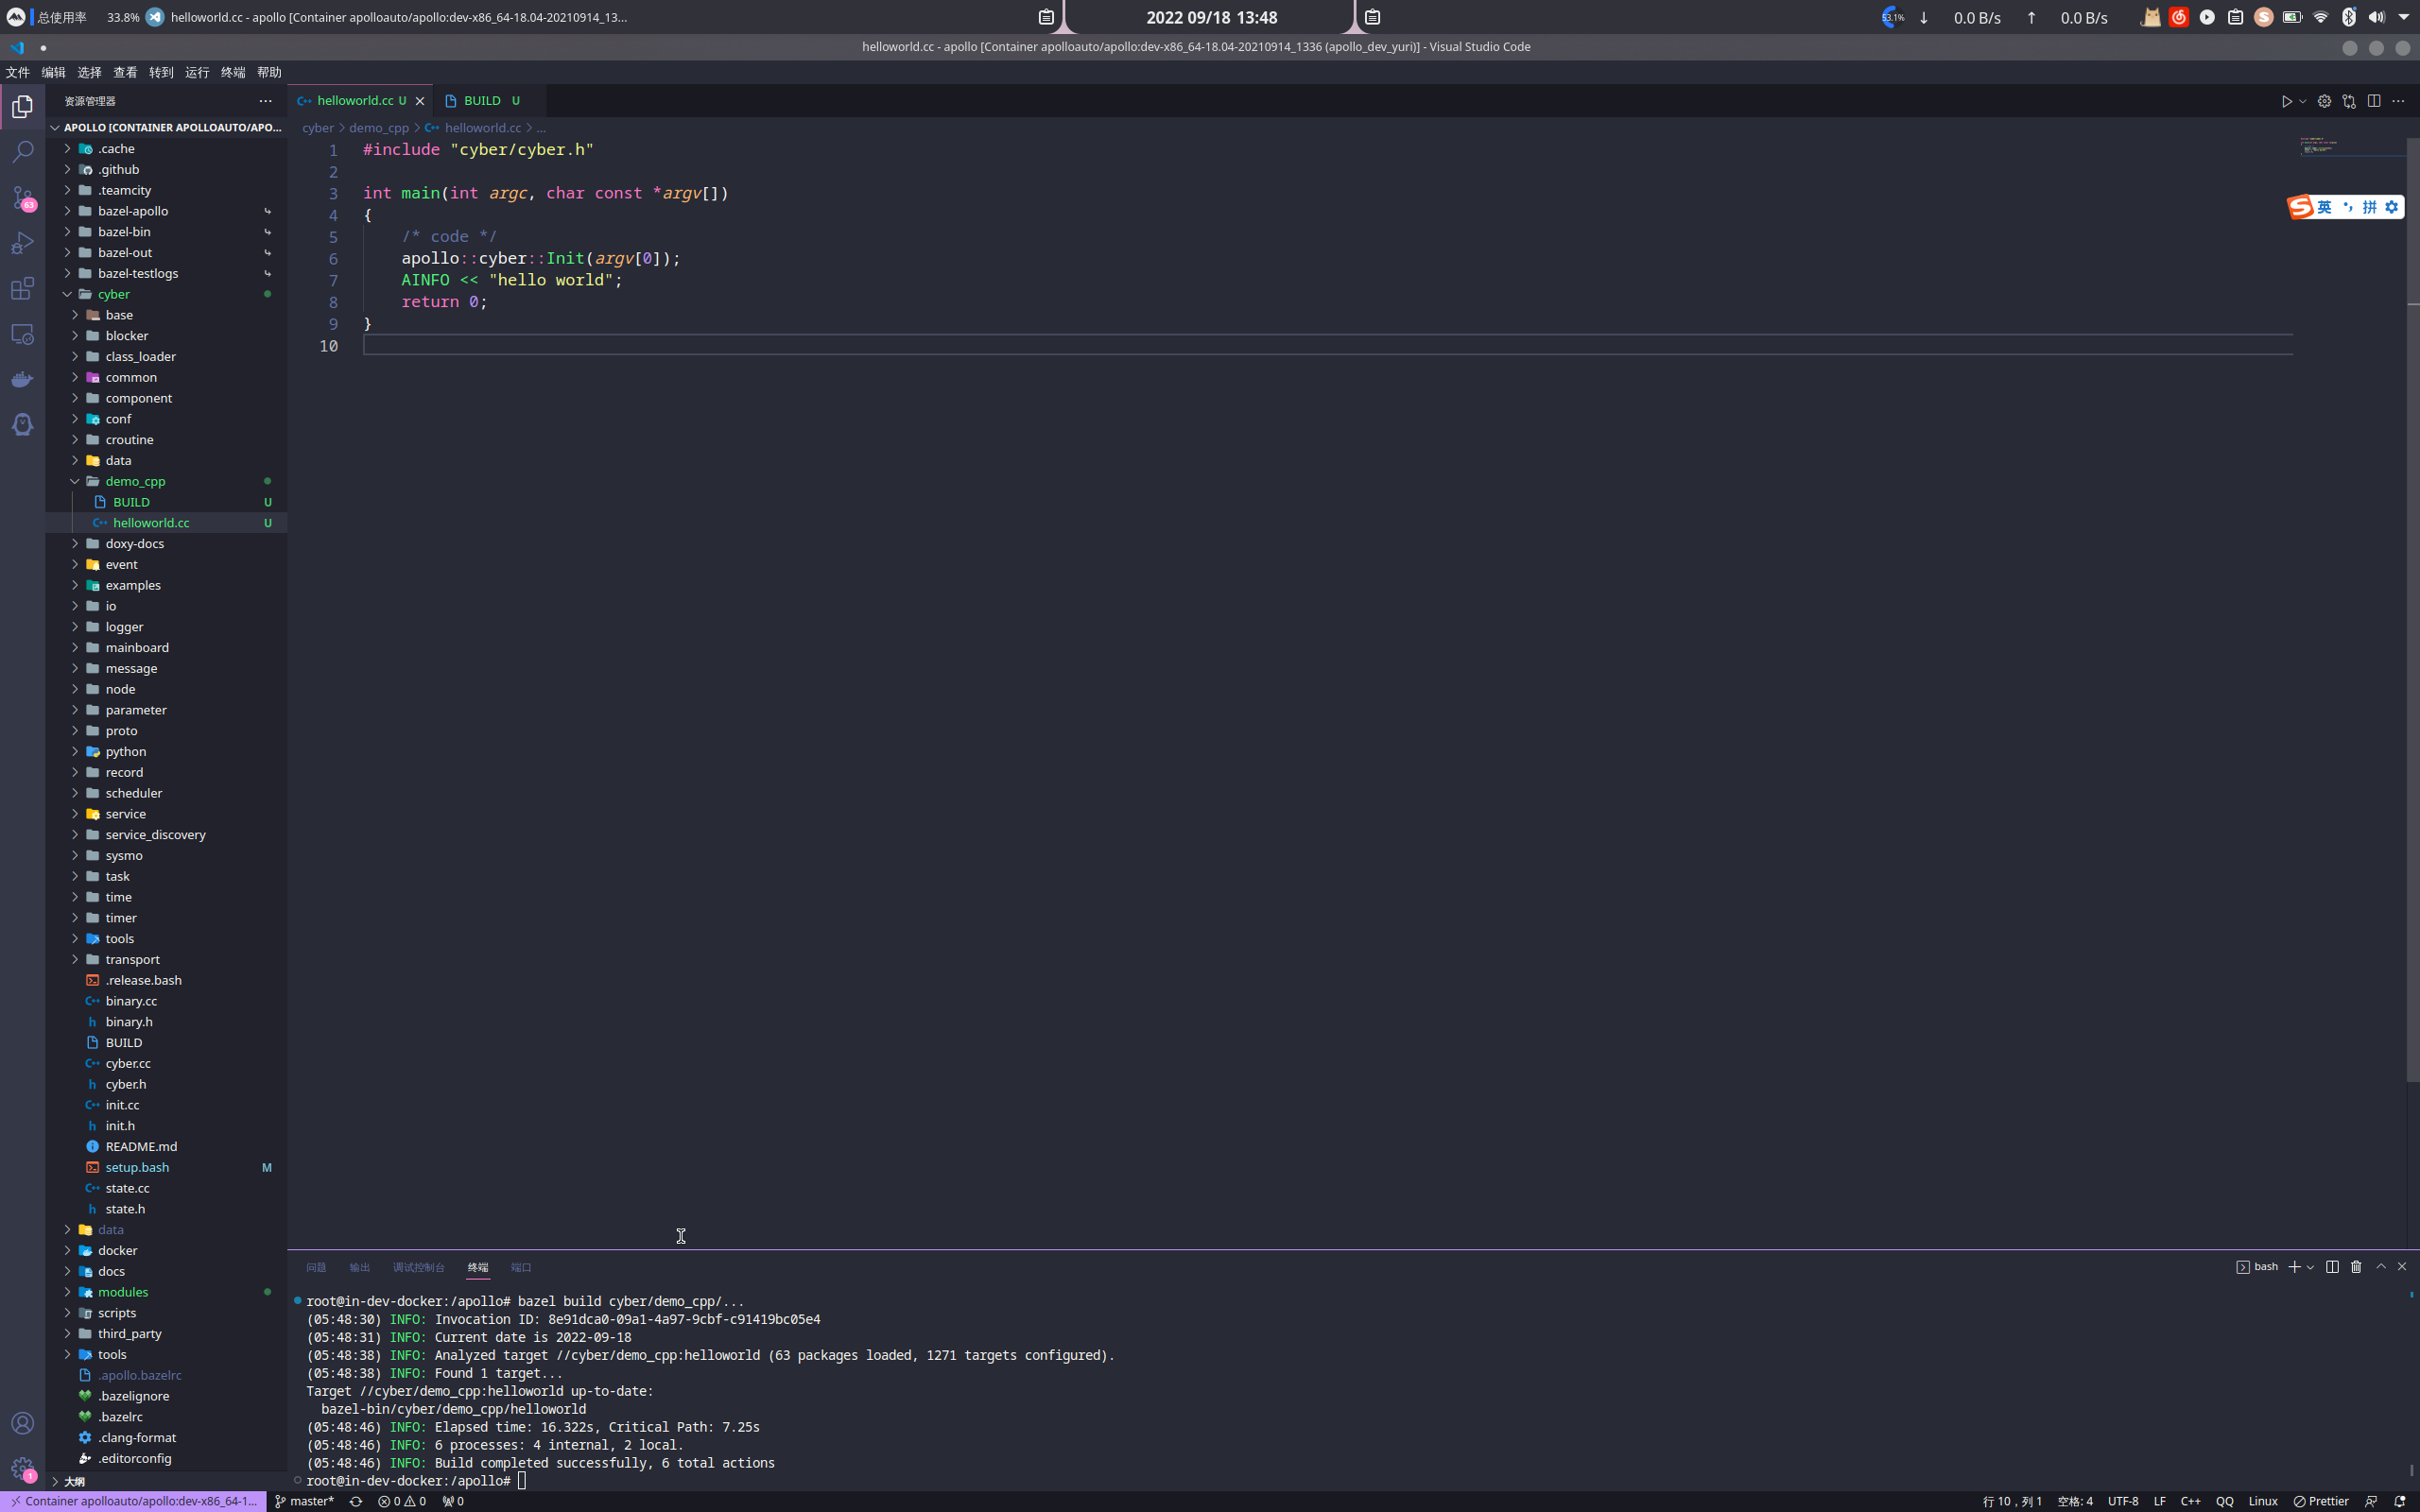 总使用率 33.8% helloworld.cc - apollo [Container apolloauto/apollo:dev-x86_64-18.04-20210914_13...
2022 09/18 13:48
53.1% ↓ 0.0 B/s ↑ 0.0 B/s
helloworld.cc - apollo [Container apolloauto/apollo:dev-x86_64-18.04-20210914_1336 (apollo_dev_yuri)] - Visual Studio Code
文件 编辑 选择 查看 转到 运行 终端 帮助
资源管理器 ...
APOLLO [CONTAINER APOLLOAUTO/APO...
.cache
.github
.teamcity
bazel-apollo
bazel-bin
bazel-out
bazel-testlogs
cyber
base
blocker
class_loader
common
component
conf
croutine
data
demo_cpp
BUILD U
helloworld.cc U
doxy-docs
event
examples
io
logger
mainboard
message
node
parameter
proto
python
record
scheduler
service
service_discovery
sysmo
task
time
timer
tools
transport
.release.bash
binary.cc
binary.h
BUILD
cyber.cc
cyber.h
init.cc
init.h
README.md
setup.bash M
state.cc
state.h
data
docker
docs
modules
scripts
third_party
tools
.apollo.bazelrc
.bazelignore
.bazelrc
.clang-format
.editorconfig
大纲
63
1
helloworld.cc U BUILD U
cyber > demo_cpp > helloworld.cc > ...
1 #include "cyber/cyber.h"
2
3 int main(int argc, char const *argv[])
4 {
5 /* code */
6 apollo::cyber::Init(argv[0]);
7 AINFO << "hello world";
8 return 0;
9 }
10
英 拼
问题 输出 调试控制台 终端 端口
bash
root@in-dev-docker:/apollo# bazel build cyber/demo_cpp/...
(05:48:30) INFO: Invocation ID: 8e91dca0-09a1-4a97-9cbf-c91419bc05e4
(05:48:31) INFO: Current date is 2022-09-18
(05:48:38) INFO: Analyzed target //cyber/demo_cpp:helloworld (63 packages loaded, 1271 targets configured).
(05:48:38) INFO: Found 1 target...
Target //cyber/demo_cpp:helloworld up-to-date:
bazel-bin/cyber/demo_cpp/helloworld
(05:48:46) INFO: Elapsed time: 16.322s, Critical Path: 7.25s
(05:48:46) INFO: 6 processes: 4 internal, 2 local.
(05:48:46) INFO: Build completed successfully, 6 total actions
root@in-dev-docker:/apollo#
Container apolloauto/apollo:dev-x86_64-1... master* 0 0 0
行 10，列 1 空格: 4 UTF-8 LF C++ QQ Linux Prettier